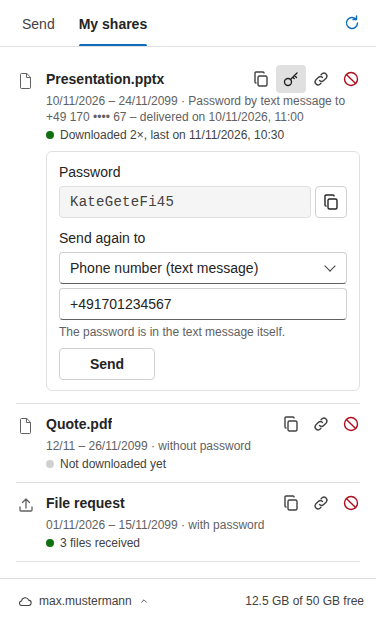 Send My shares
Presentation.pptx
10/11/2026 – 24/11/2099 · Password by text message to
+49 170 •••• 67 – delivered on 10/11/2026, 11:00
Downloaded 2×, last on 11/11/2026, 10:30
Password
KateGeteFi45
Send again to
Phone number (text message)
+491701234567
The password is in the text message itself.
Send
Quote.pdf
12/11 – 26/11/2099 · without password
Not downloaded yet
File request
01/11/2026 – 15/11/2099 · with password
3 files received
max.mustermann 12.5 GB of 50 GB free